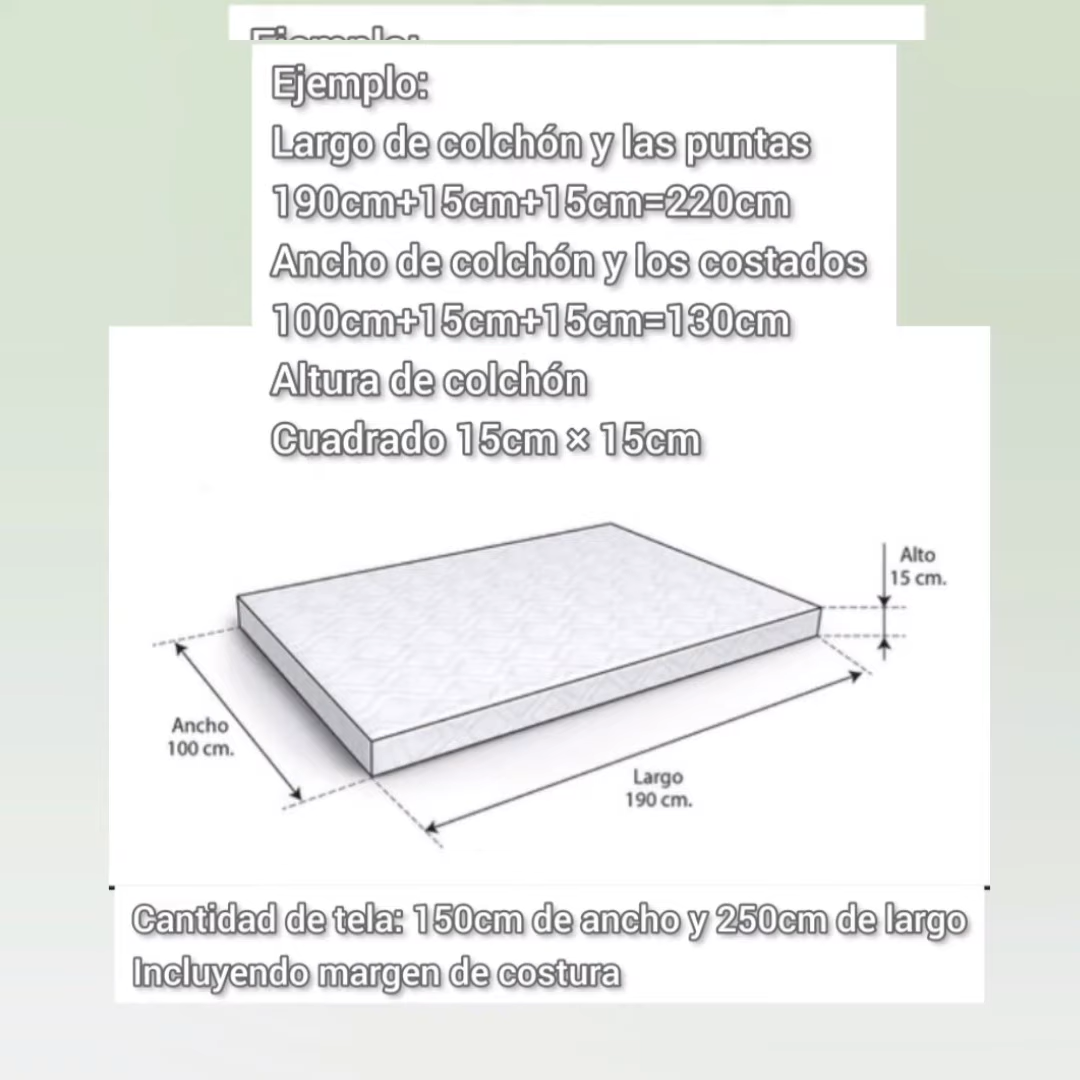 Ejemplo:
Ejemplo:
Largo de colchón y las puntas
190cm+15cm+15cm=220cm
Ancho de colchón y los costados
100cm+15cm+15cm=130cm
Altura de colchón
Cuadrado 15cm × 15cm
Alto
15 cm.
Ancho
100 cm.
Largo
190 cm.
Cantidad de tela: 150cm de ancho y 250cm de largo
Incluyendo margen de costura